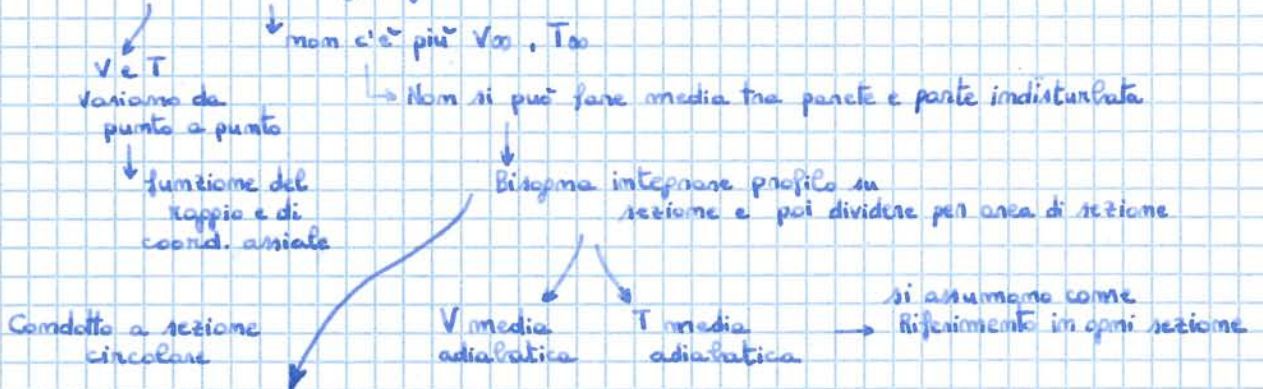 non c'è più V∞, T∞
V e T
Variano da
punto a punto
Non si può fare media tra parete e parte indisturbata
funzione del
raggio e di
coord. assiale
Bisogna integrare profilo su
sezione e poi dividere per area di sezione
Condotto a sezione
circolare
V media
adiabatica
T media
adiabatica
si assumono come
Riferimento in ogni sezione